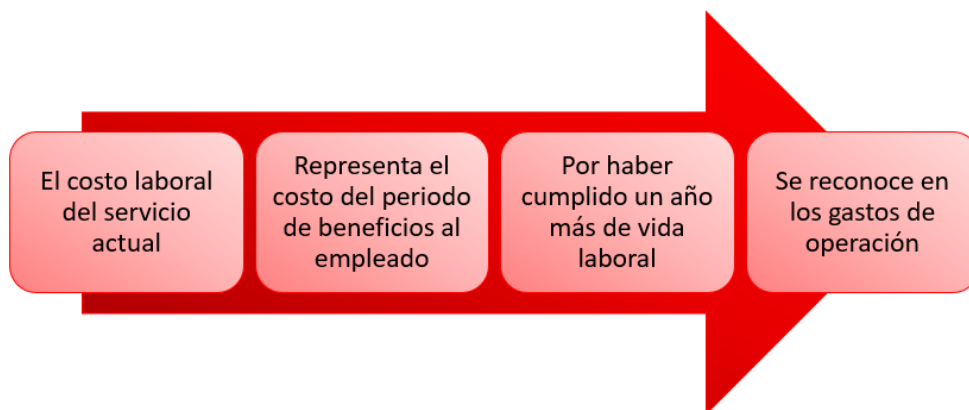 El costo laboral
del servicio
actual
Representa el
costo del periodo
de beneficios al
empleado
Por haber
cumplido un año
más de vida
laboral
Se reconoce en
los gastos de
operación